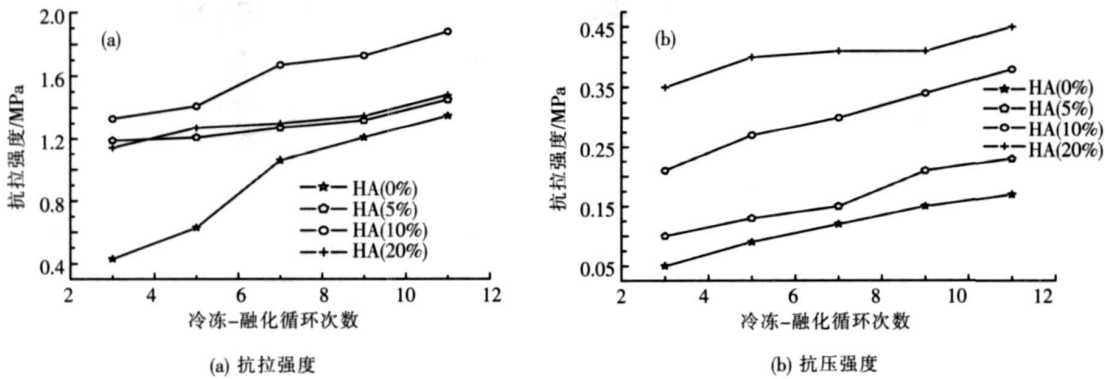 (a)
抗拉强度/MPa
2.0
1.6
1.2
0.8
0.4
2 4 6 8 10 12
冷冻-融化循环次数
HA(0%)
HA(5%)
HA(10%)
HA(20%)
(a) 抗拉强度
(b)
抗拉强度/MPa
0.45
0.35
0.25
0.15
0.05
2 4 6 8 10 12
冷冻-融化循环次数
HA(0%)
HA(5%)
HA(10%)
HA(20%)
(b) 抗压强度